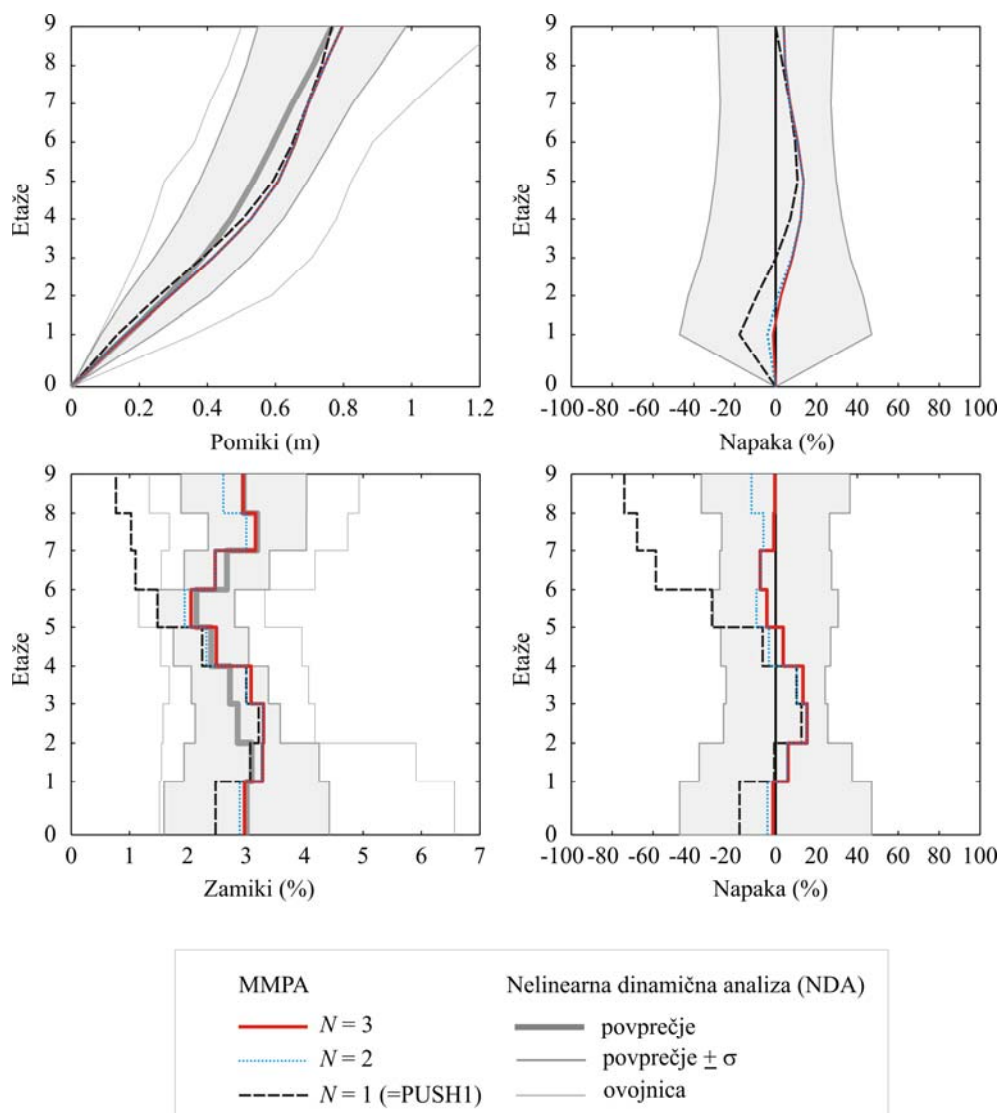 9
8
7
6
5
4
3
2
1
0
Etaže
0 0.2 0.4 0.6 0.8 1 1.2
Pomiki (m)
9
8
7
6
5
4
3
2
1
0
Etaže
-100 -80 -60 -40 -20 0 20 40 60 80 100
Napaka (%)
9
8
7
6
5
4
3
2
1
0
Etaže
0 1 2 3 4 5 6 7
Zamiki (%)
9
8
7
6
5
4
3
2
1
0
Etaže
-100 -80 -60 -40 -20 0 20 40 60 80 100
Napaka (%)
MMPA
N = 3
N = 2
N = 1 (=PUSH1)
Nelinearna dinamična analiza (NDA)
povprečje
povprečje ± σ
ovojnica